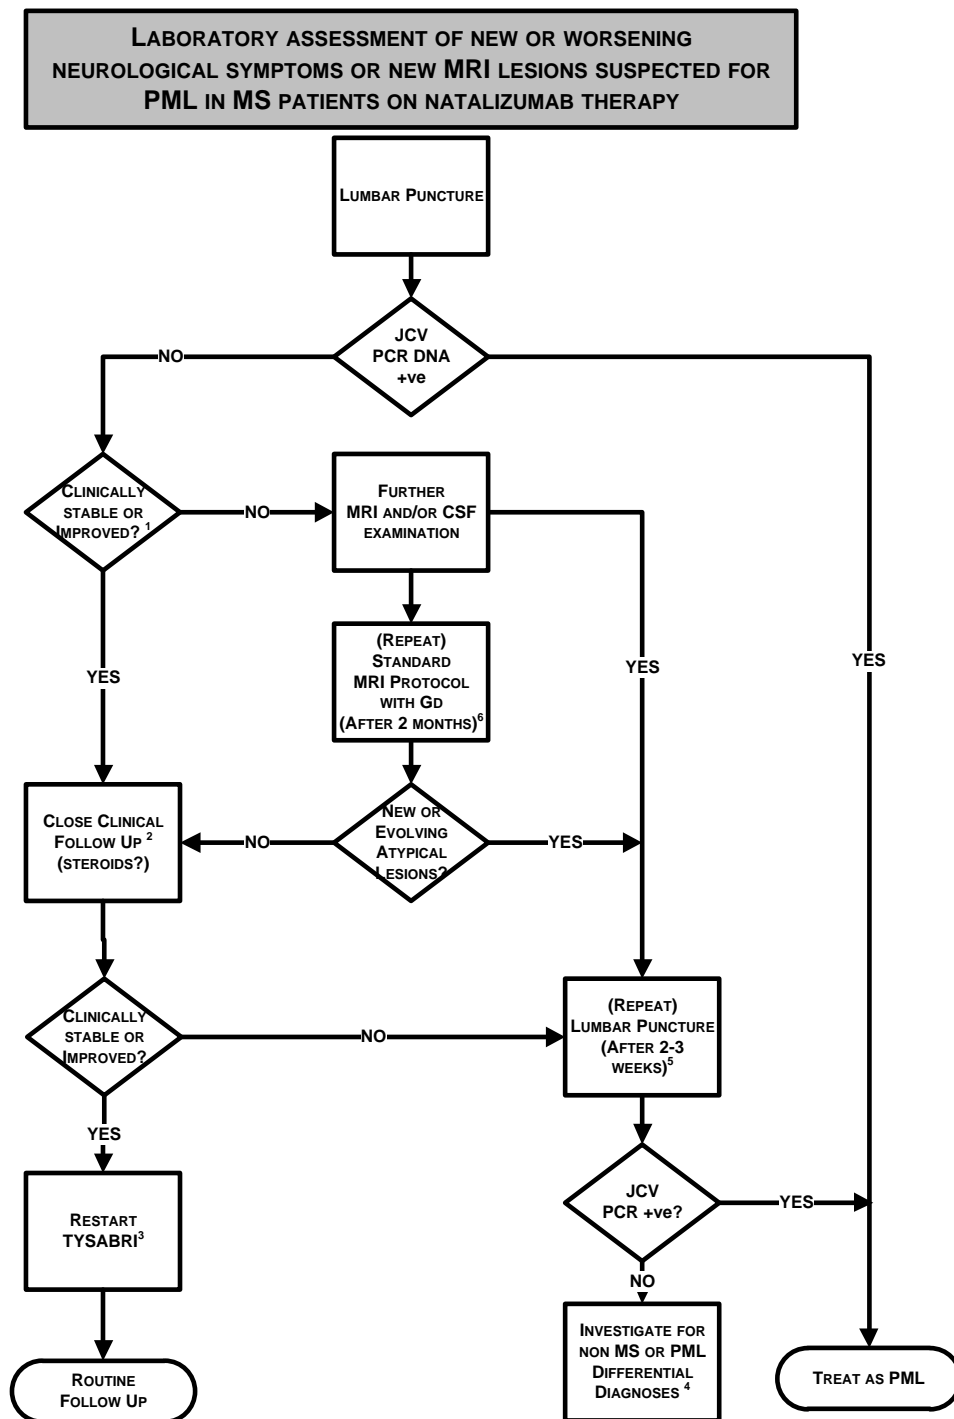 LABORATORY ASSESSMENT OF NEW OR WORSENING
NEUROLOGICAL SYMPTOMS OR NEW MRI LESIONS SUSPECTED FOR
PML IN MS PATIENTS ON NATALIZUMAB THERAPY
LUMBAR PUNCTURE
JCV
PCR DNA
+ve
NO
CLINICALLY
STABLE OR
IMPROVED? 1
NO
FURTHER
MRI AND/OR CSF
EXAMINATION
YES
(REPEAT)
STANDARD
MRI PROTOCOL
WITH GD
(AFTER 2 MONTHS)6
YES
YES
CLOSE CLINICAL
FOLLOW UP 2
(STEROIDS?)
NO
NEW OR
EVOLVING
ATYPICAL
LESIONS?
YES
CLINICALLY
STABLE OR
IMPROVED?
NO
(REPEAT)
LUMBAR PUNCTURE
(AFTER 2-3
WEEKS)5
YES
RESTART
TYSABRI3
JCV
PCR +VE?
YES
NO
ROUTINE
FOLLOW UP
INVESTIGATE FOR
NON MS OR PML
DIFFERENTIAL
DIAGNOSES 4
TREAT AS PML